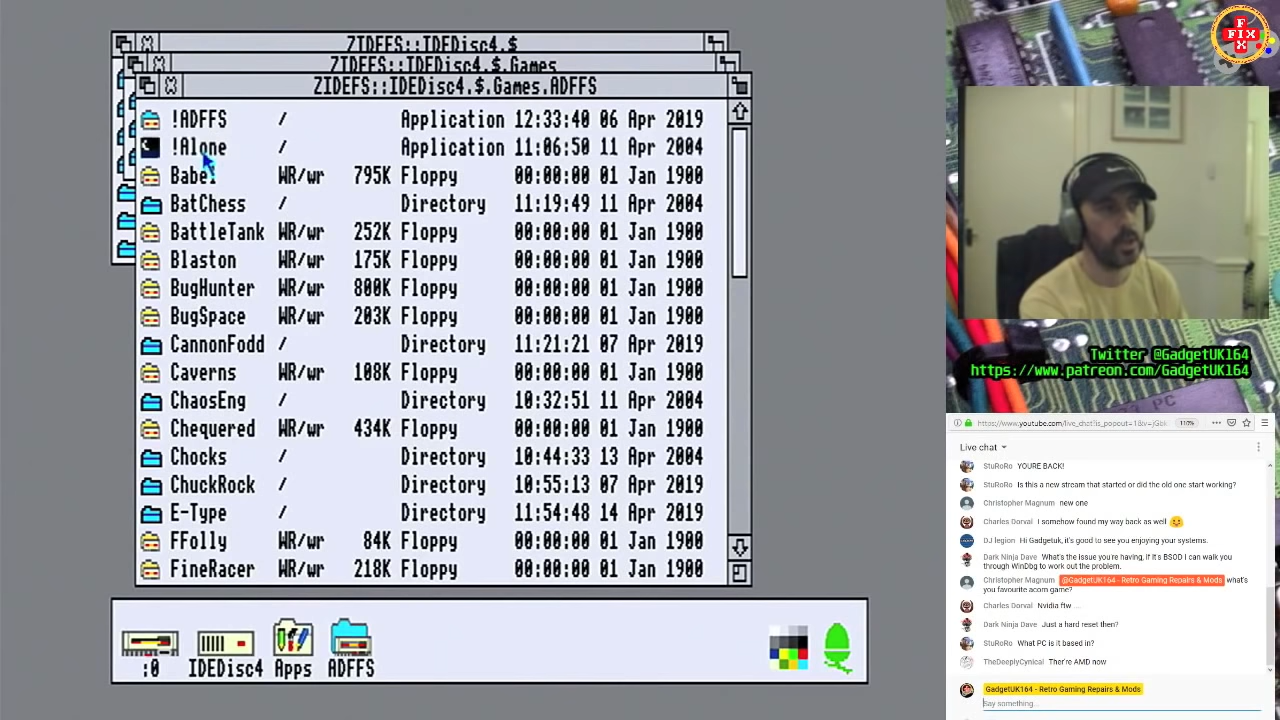 ZIDEFS::IDEDisc4.$
ZIDEFS::IDEDisc4.$.Games
ZIDEFS::IDEDisc4.$.Games.ADFFS
!ADFFS / Application 12:33:40 06 Apr 2019
!Alone / Application 11:06:50 11 Apr 2004
Babel WR/wr 795K Floppy 00:00:00 01 Jan 1900
BatChess / Directory 11:19:49 11 Apr 2004
BattleTank WR/wr 252K Floppy 00:00:00 01 Jan 1900
Blaston WR/wr 175K Floppy 00:00:00 01 Jan 1900
BugHunter WR/wr 800K Floppy 00:00:00 01 Jan 1900
BugSpace WR/wr 203K Floppy 00:00:00 01 Jan 1900
CannonFodd / Directory 11:21:21 07 Apr 2019
Caverns WR/wr 108K Floppy 00:00:00 01 Jan 1900
ChaosEng / Directory 10:32:51 11 Apr 2004
Chequered WR/wr 434K Floppy 00:00:00 01 Jan 1900
Chocks / Directory 10:44:33 13 Apr 2004
ChuckRock / Directory 10:55:13 07 Apr 2019
E-Type / Directory 11:54:48 14 Apr 2019
FFolly WR/wr 84K Floppy 00:00:00 01 Jan 1900
FineRacer WR/wr 218K Floppy 00:00:00 01 Jan 1900
:0 IDEDisc4 Apps ADFFS
FIX
Twitter @GadgetUK164
https://www.patreon.com/GadgetUK164
https://www.youtube.com/live_chat?is_popout=1&v=jGbk 110%
Live chat
StuRoRo YOURE BACK!
StuRoRo Is this a new stream that started or did the old one start working?
Christopher Magnum new one
Charles Dorval I somehow found my way back as well
DJ legion Hi Gadgetuk, it's good to see you enjoying your systems.
Dark Ninja Dave What's the issue you're having, if it's BSOD I can walk you
through WinDbg to work out the problem.
Christopher Magnum @GadgetUK164 - Retro Gaming Repairs & Mods what's
you favourite acorn game?
Charles Dorval Nvidia ftw ....
Dark Ninja Dave Just a hard reset then?
StuRoRo What PC is it based in?
TheDeeplyCynical Ther're AMD now
GadgetUK164 - Retro Gaming Repairs & Mods
Say something...